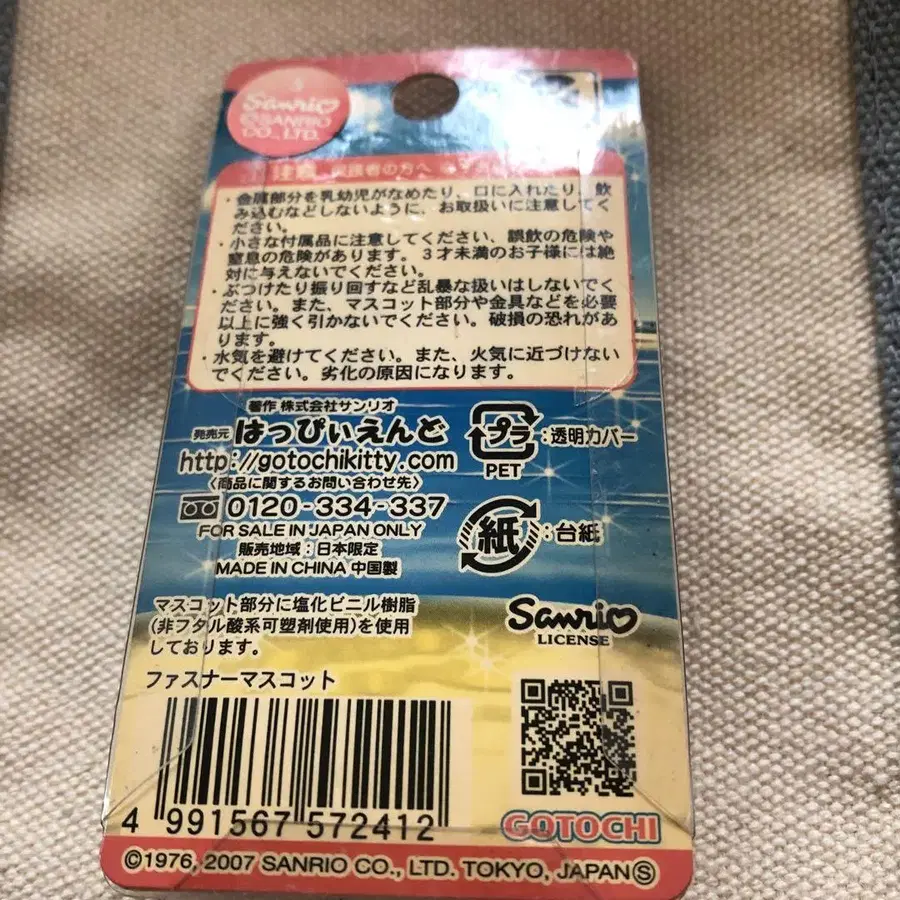 Sanrio
©SANRIO
CO., LTD.
注意 保護者の方へ
・金属部分を乳幼児がなめたり、口に入れたり、飲
み込むなどしないように、お取扱いに注意してく
ださい。
・小さな付属品に注意してください、誤飲の危険や
窒息の危険があります。3才未満のお子様には絶
対に与えないでください。
・ぶつけたり振り回すなど乱暴な扱いはしないでく
ださい。また、マスコット部分や金具などを必要
以上に強く引かないでください。破損の恐れがあ
ります。
・水気を避けてください。また、火気に近づけない
でください。劣化の原因になります。
著作 株式会社サンリオ
発売元 はっぴぃえんど
http://gotochikitty.com
〈商品に関するお問い合わせ先〉
0120-334-337
FOR SALE IN JAPAN ONLY
販売地域：日本限定
MADE IN CHINA 中国製
プラ：透明カバー
PET
紙：台紙
マスコット部分に塩化ビニル樹脂
(非フタル酸系可塑剤使用)を使用
しております。
Sanrio
LICENSE
ファスナーマスコット
4 991567 572412
GOTOCHI
©1976, 2007 SANRIO CO., LTD. TOKYO, JAPAN Ⓢ